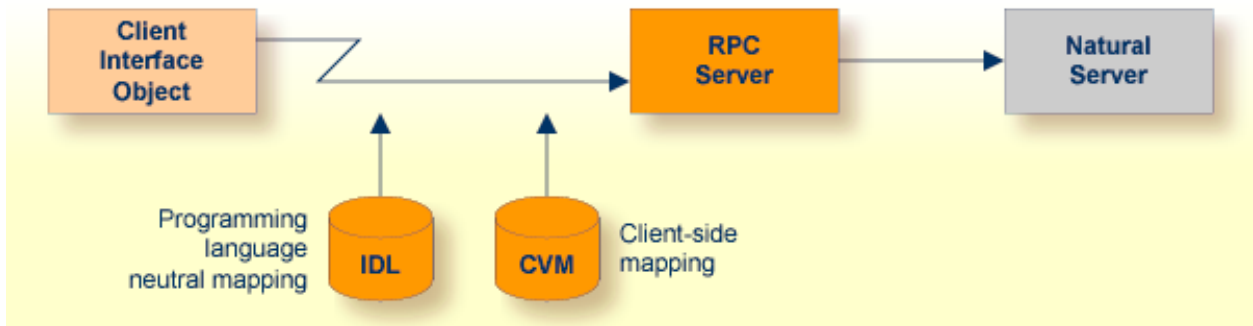 Client
Interface
Object
RPC
Server
Natural
Server
Programming
language
neutral mapping
IDL
CVM
Client-side
mapping